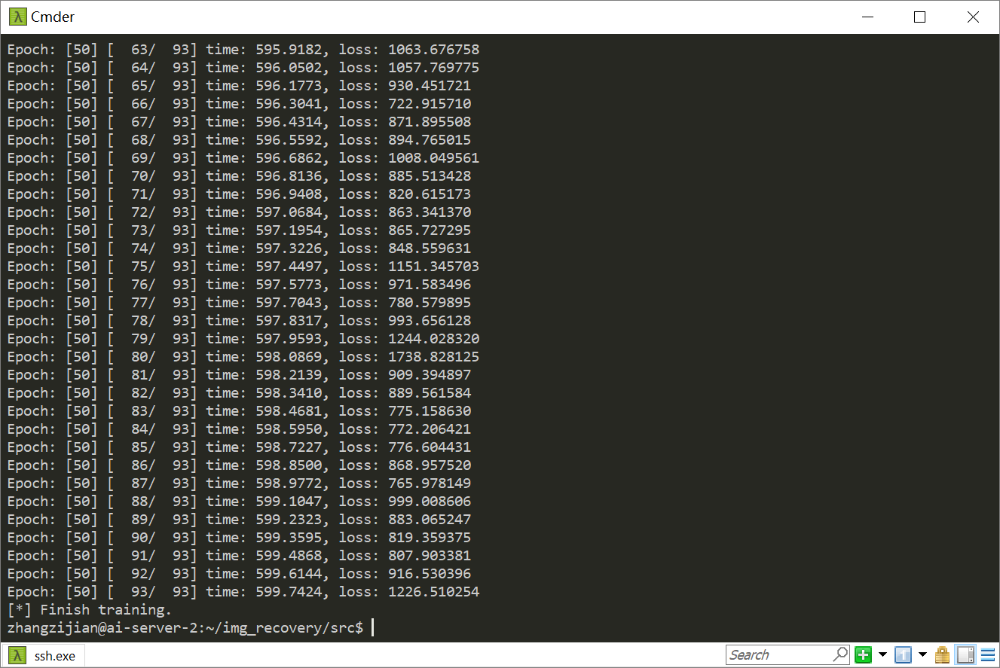 Cmder
Epoch: [50] [  63/  93] time: 595.9182, loss: 1063.676758
Epoch: [50] [  64/  93] time: 596.0502, loss: 1057.769775
Epoch: [50] [  65/  93] time: 596.1773, loss: 930.451721
Epoch: [50] [  66/  93] time: 596.3041, loss: 722.915710
Epoch: [50] [  67/  93] time: 596.4314, loss: 871.895508
Epoch: [50] [  68/  93] time: 596.5592, loss: 894.765015
Epoch: [50] [  69/  93] time: 596.6862, loss: 1008.049561
Epoch: [50] [  70/  93] time: 596.8136, loss: 885.513428
Epoch: [50] [  71/  93] time: 596.9408, loss: 820.615173
Epoch: [50] [  72/  93] time: 597.0684, loss: 863.341370
Epoch: [50] [  73/  93] time: 597.1954, loss: 865.727295
Epoch: [50] [  74/  93] time: 597.3226, loss: 848.559631
Epoch: [50] [  75/  93] time: 597.4497, loss: 1151.345703
Epoch: [50] [  76/  93] time: 597.5773, loss: 971.583496
Epoch: [50] [  77/  93] time: 597.7043, loss: 780.579895
Epoch: [50] [  78/  93] time: 597.8317, loss: 993.656128
Epoch: [50] [  79/  93] time: 597.9593, loss: 1244.028320
Epoch: [50] [  80/  93] time: 598.0869, loss: 1738.828125
Epoch: [50] [  81/  93] time: 598.2139, loss: 909.394897
Epoch: [50] [  82/  93] time: 598.3410, loss: 889.561584
Epoch: [50] [  83/  93] time: 598.4681, loss: 775.158630
Epoch: [50] [  84/  93] time: 598.5950, loss: 772.206421
Epoch: [50] [  85/  93] time: 598.7227, loss: 776.604431
Epoch: [50] [  86/  93] time: 598.8500, loss: 868.957520
Epoch: [50] [  87/  93] time: 598.9772, loss: 765.978149
Epoch: [50] [  88/  93] time: 599.1047, loss: 999.008606
Epoch: [50] [  89/  93] time: 599.2323, loss: 883.065247
Epoch: [50] [  90/  93] time: 599.3595, loss: 819.359375
Epoch: [50] [  91/  93] time: 599.4868, loss: 807.903381
Epoch: [50] [  92/  93] time: 599.6144, loss: 916.530396
Epoch: [50] [  93/  93] time: 599.7424, loss: 1226.510254
[*] Finish training.
zhangzijian@ai-server-2:~/img_recovery/src$
ssh.exe Search